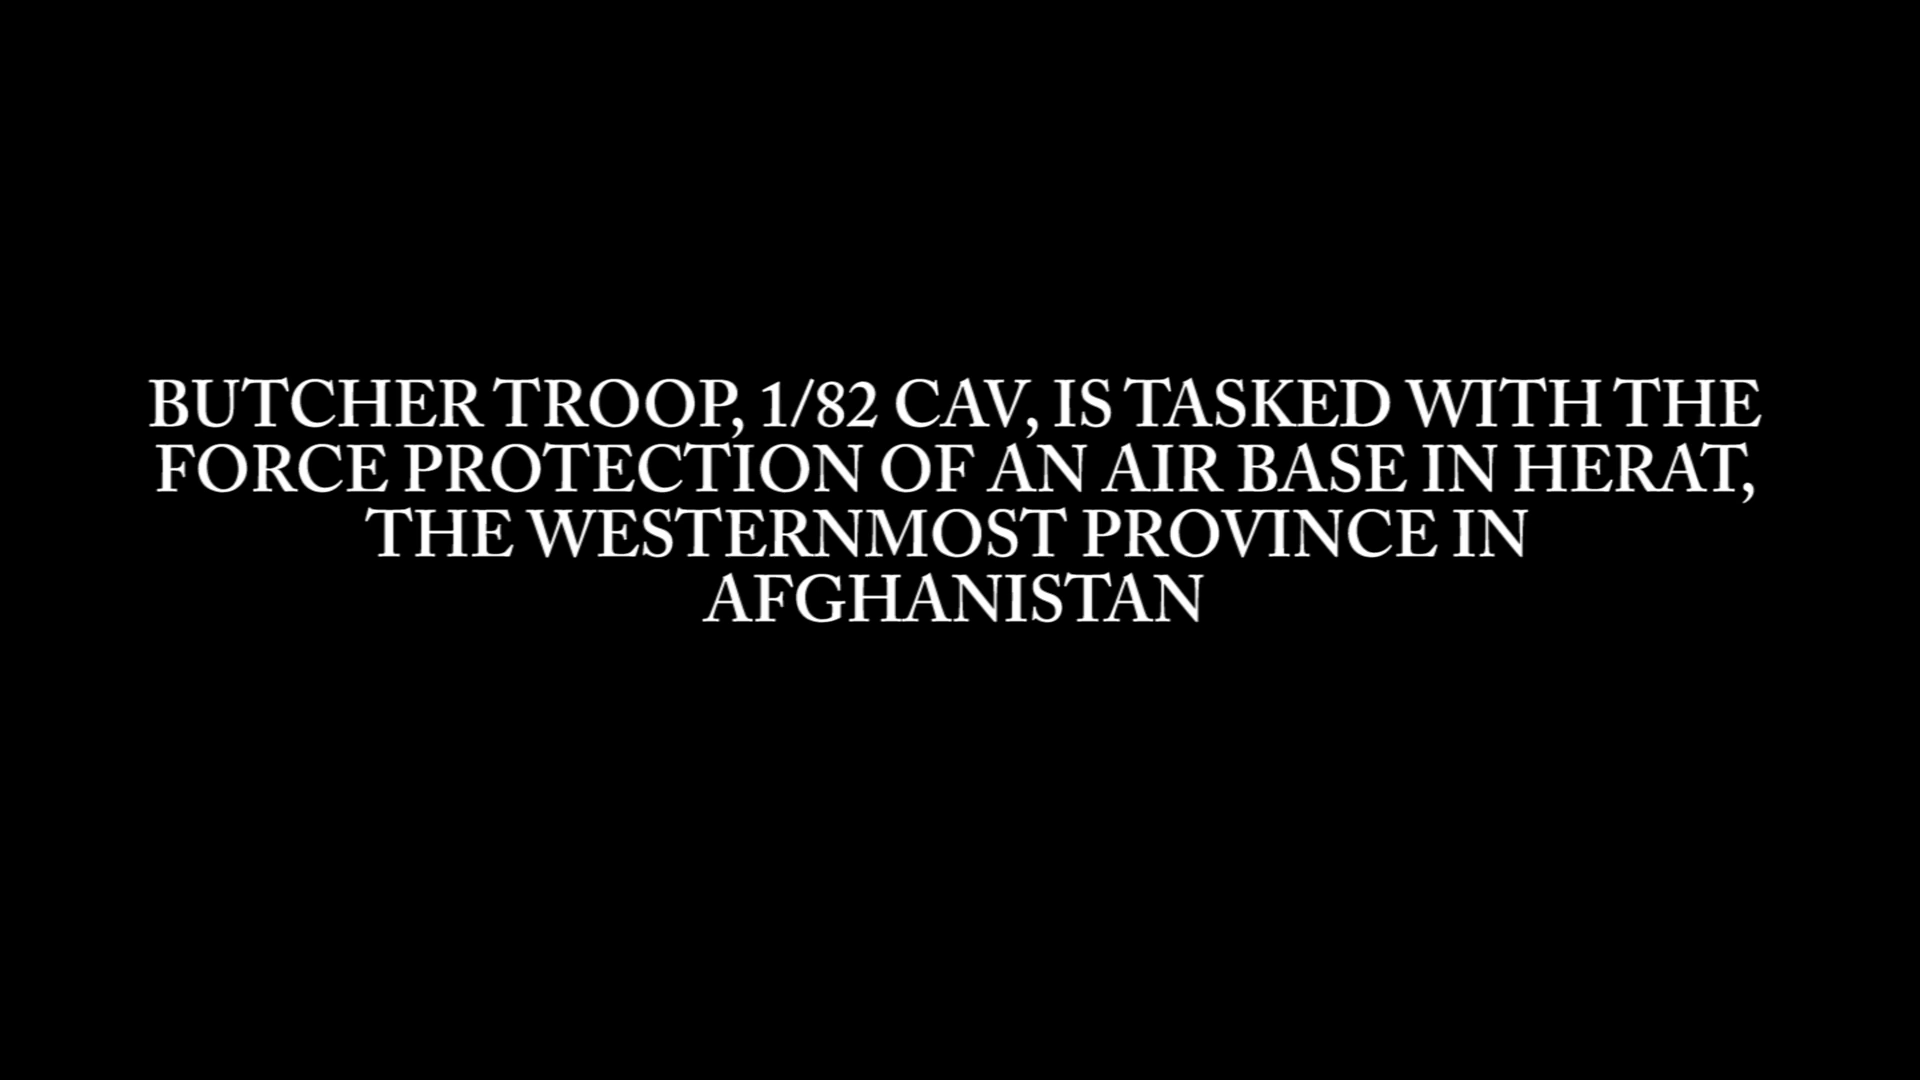 BUTCHER TROOP, 1/82 CAV, IS TASKED WITH THE
FORCE PROTECTION OF AN AIR BASE IN HERAT,
THE WESTERNMOST PROVINCE IN
AFGHANISTAN